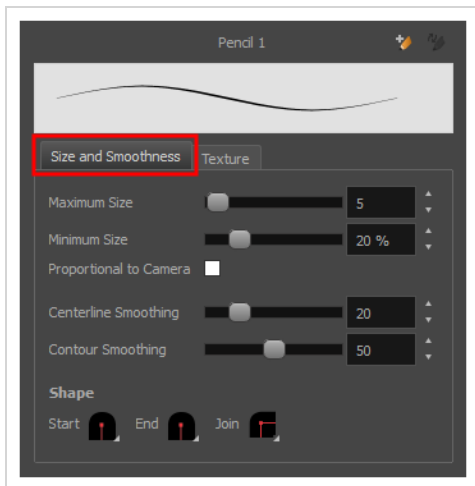 Pencil 1
Size and Smoothness Texture
Maximum Size 5
Minimum Size 20 %
Proportional to Camera
Centerline Smoothing 20
Contour Smoothing 50
Shape
Start End Join